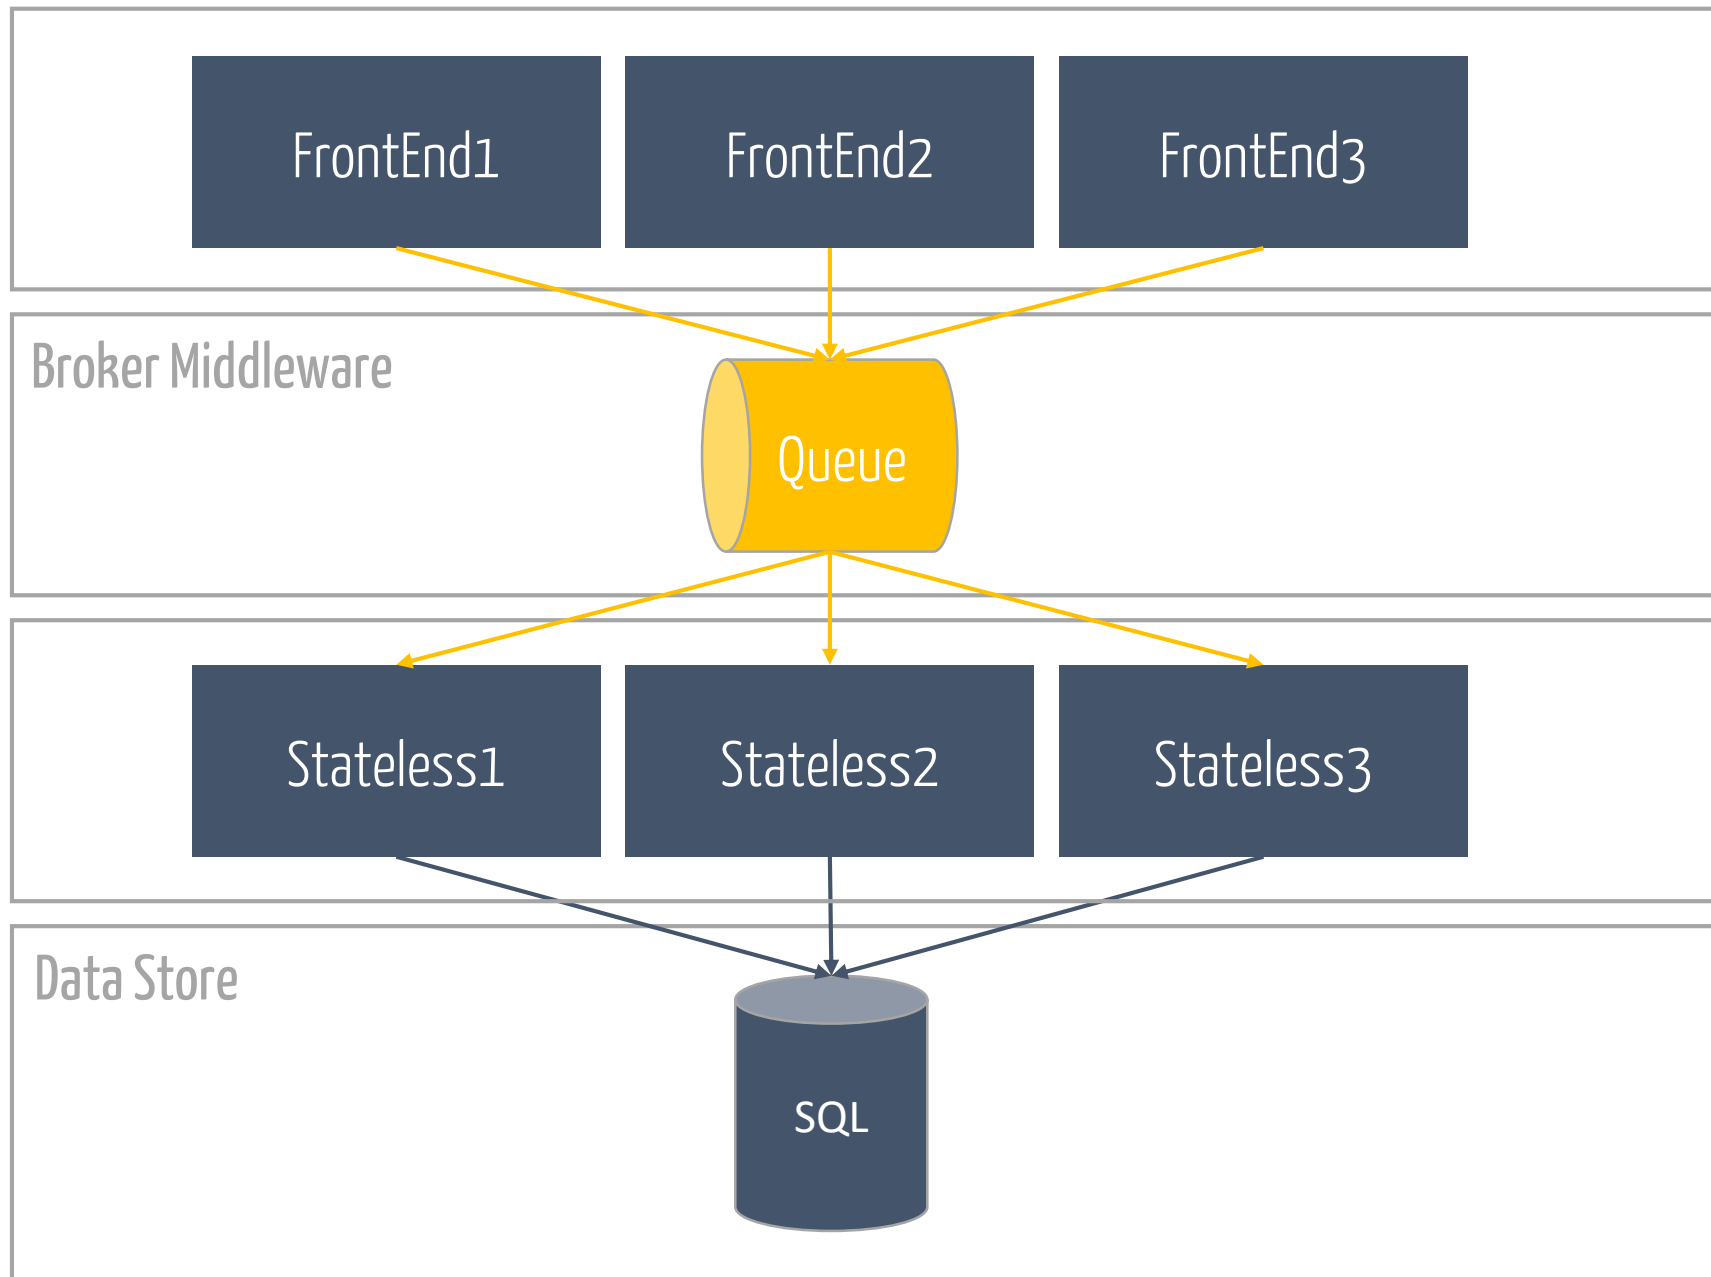 FrontEnd1
FrontEnd2
FrontEnd3
Broker Middleware
Queue
Stateless1
Stateless2
Stateless3
Data Store
SQL